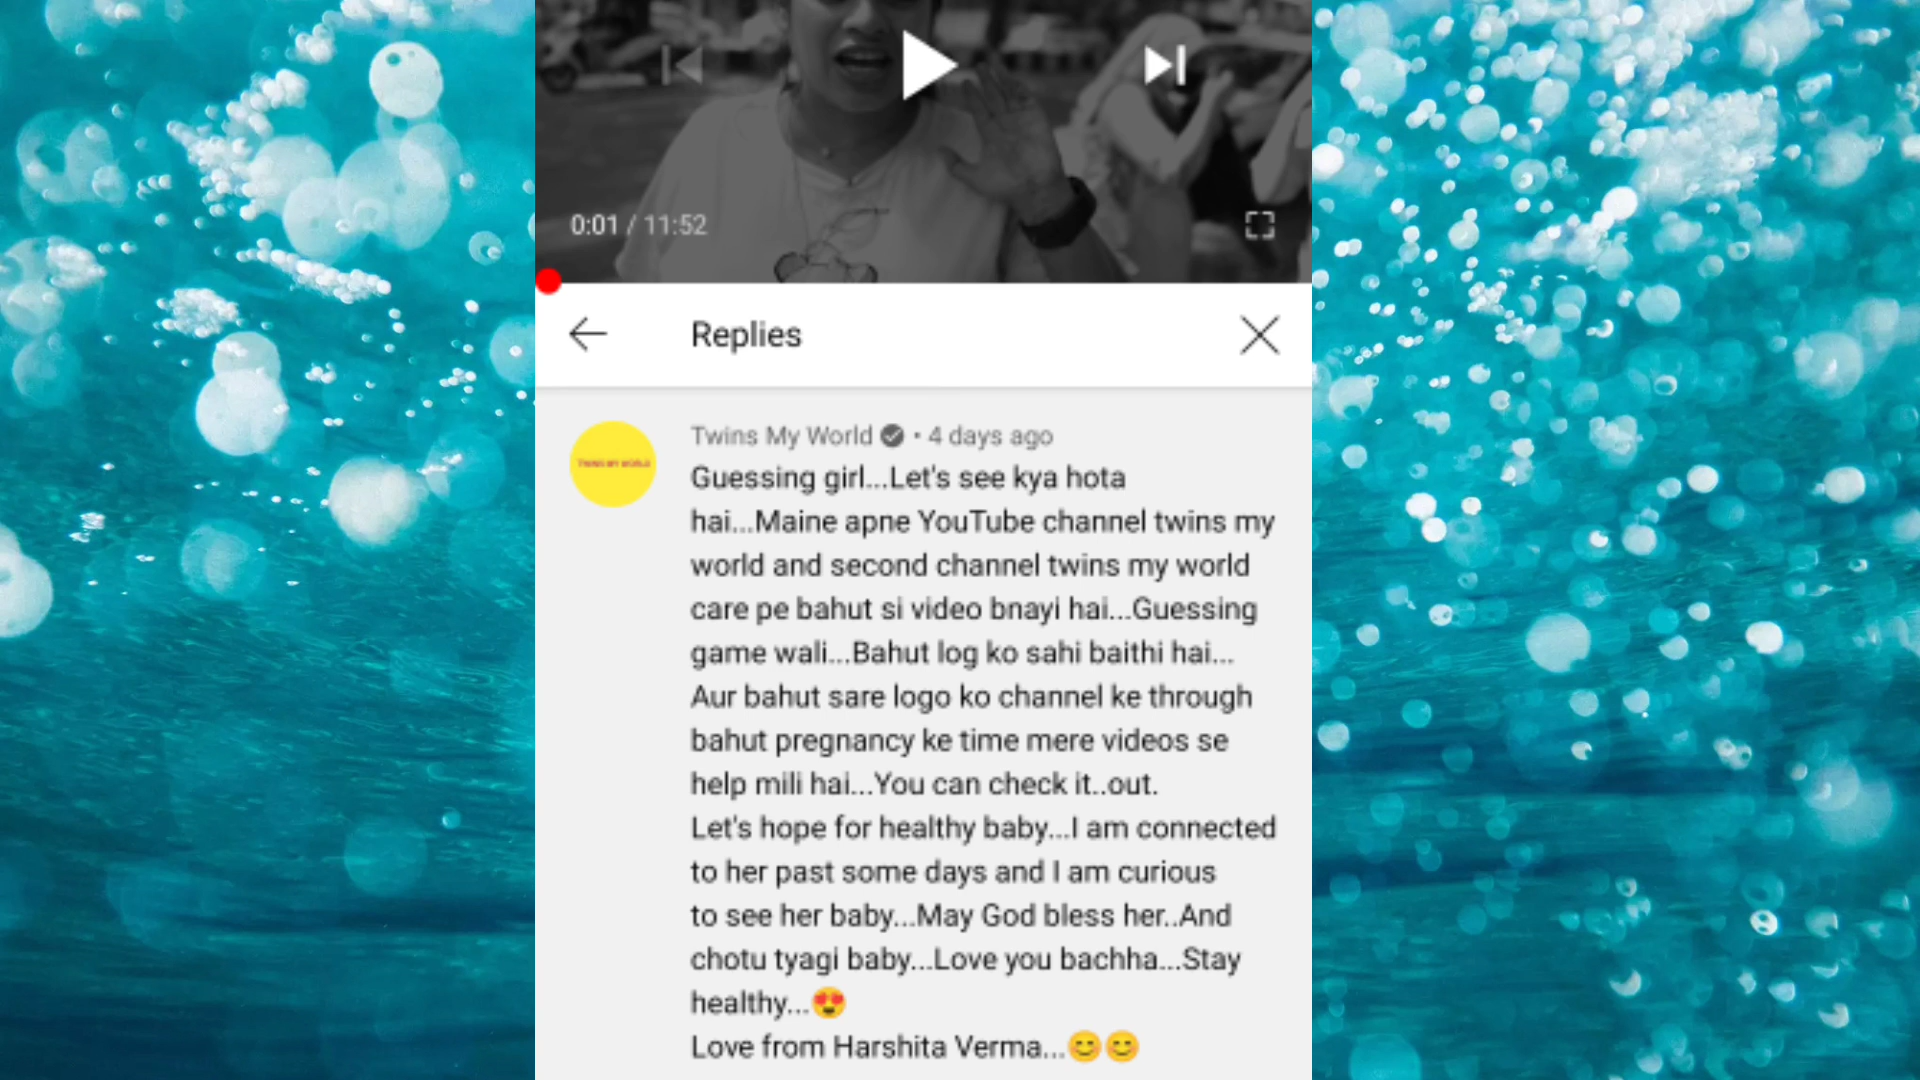 0:01 / 11:52
Replies
Twins My World • 4 days ago
TWINS MY WORLD
Guessing girl...Let's see kya hota
hai...Maine apne YouTube channel twins my
world and second channel twins my world
care pe bahut si video bnayi hai...Guessing
game wali...Bahut log ko sahi baithi hai...
Aur bahut sare logo ko channel ke through
bahut pregnancy ke time mere videos se
help mili hai...You can check it..out.
Let's hope for healthy baby...I am connected
to her past some days and I am curious
to see her baby...May God bless her..And
chotu tyagi baby...Love you bachha...Stay
healthy...😍
Love from Harshita Verma...😊😊